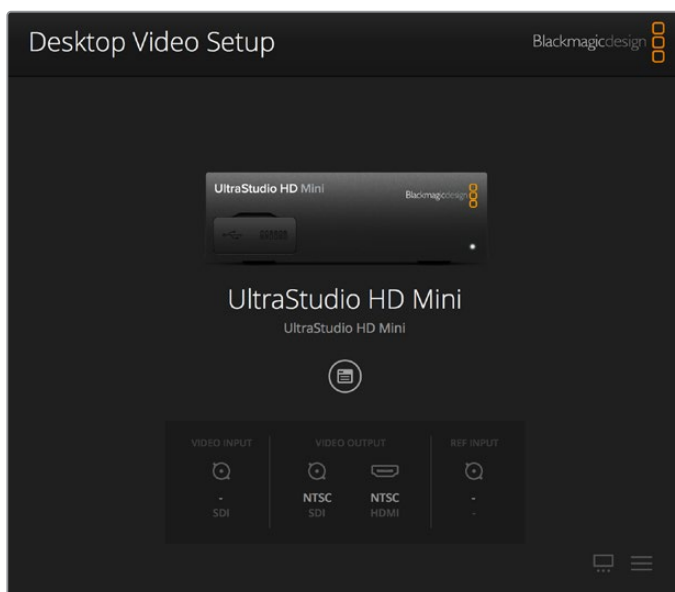 Desktop Video Setup
Blackmagicdesign
UltraStudio HD Mini
Blackmagicdesign
UltraStudio HD Mini
UltraStudio HD Mini
VIDEO INPUT VIDEO OUTPUT REF INPUT
- NTSC NTSC -
SDI SDI HDMI -